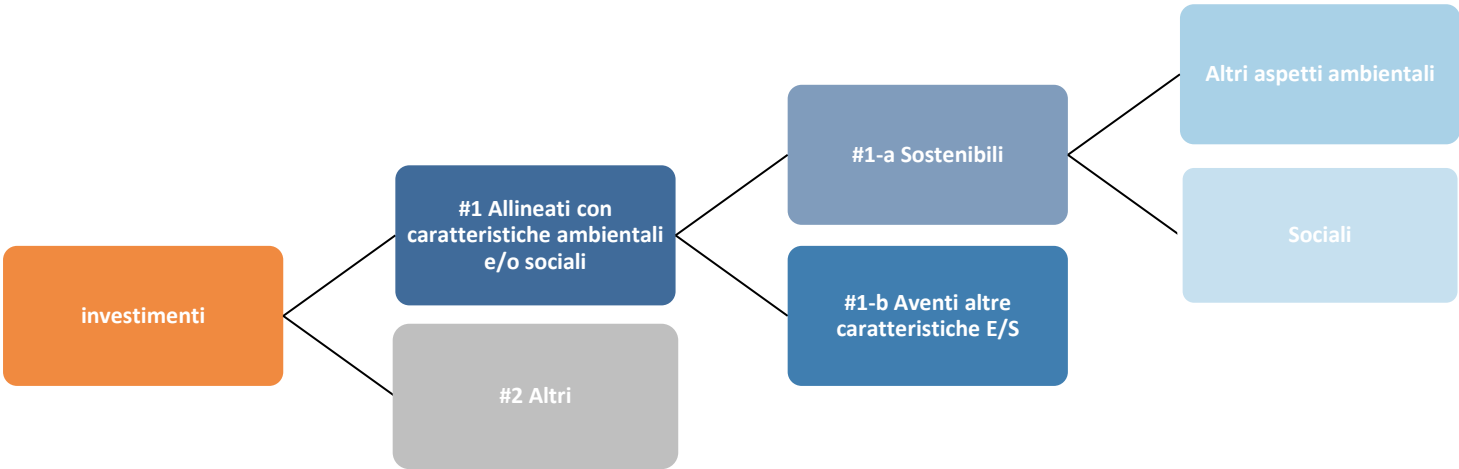 investimenti
#1 Allineati con
caratteristiche ambientali
e/o sociali
#2 Altri
#1-a Sostenibili
#1-b Aventi altre
caratteristiche E/S
Altri aspetti ambientali
Sociali